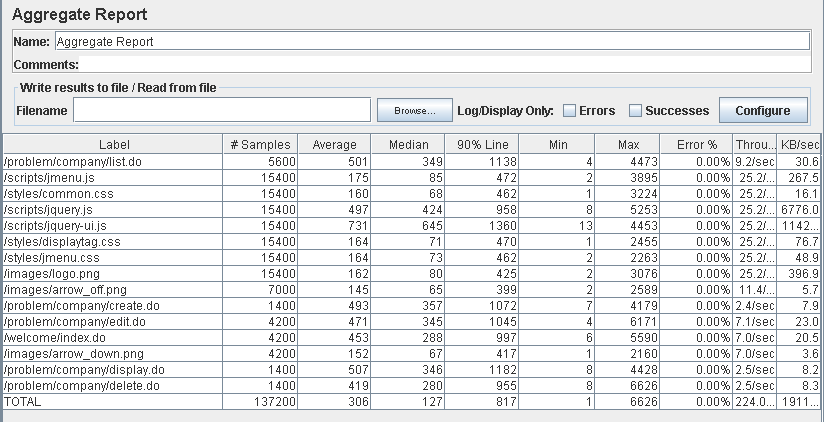 Aggregate Report
Name: Aggregate Report
Comments:
Write results to file / Read from file
Filename Browse... Log/Display Only: Errors Successes Configure
Label # Samples Average Median 90% Line Min Max Error % Throu... KB/sec
/problem/company/list.do 5600 501 349 1138 4 4473 0.00% 9.2/sec 30.6
/scripts/jmenu.js 15400 175 85 472 2 3895 0.00% 25.2/... 267.5
/styles/common.css 15400 160 68 462 1 3224 0.00% 25.2/... 16.1
/scripts/jquery.js 15400 497 424 958 8 5253 0.00% 25.2/... 6776.0
/scripts/jquery-ui.js 15400 731 645 1360 13 4453 0.00% 25.2/... 1142...
/styles/displaytag.css 15400 164 71 470 1 2455 0.00% 25.2/... 76.7
/styles/jmenu.css 15400 164 73 462 2 2263 0.00% 25.2/... 48.9
/images/logo.png 15400 162 80 425 2 3076 0.00% 25.2/... 396.9
/images/arrow_off.png 7000 145 65 399 2 2589 0.00% 11.4/... 5.7
/problem/company/create.do 1400 493 357 1072 7 4179 0.00% 2.4/sec 7.9
/problem/company/edit.do 4200 471 345 1045 4 6171 0.00% 7.1/sec 23.0
/welcome/index.do 4200 453 288 997 6 5590 0.00% 7.0/sec 20.5
/images/arrow_down.png 4200 152 67 417 1 2160 0.00% 7.0/sec 3.6
/problem/company/display.do 1400 507 346 1182 8 4428 0.00% 2.5/sec 8.2
/problem/company/delete.do 1400 419 280 955 8 6626 0.00% 2.5/sec 8.3
TOTAL 137200 306 127 817 1 6626 0.00% 224.0... 1911...